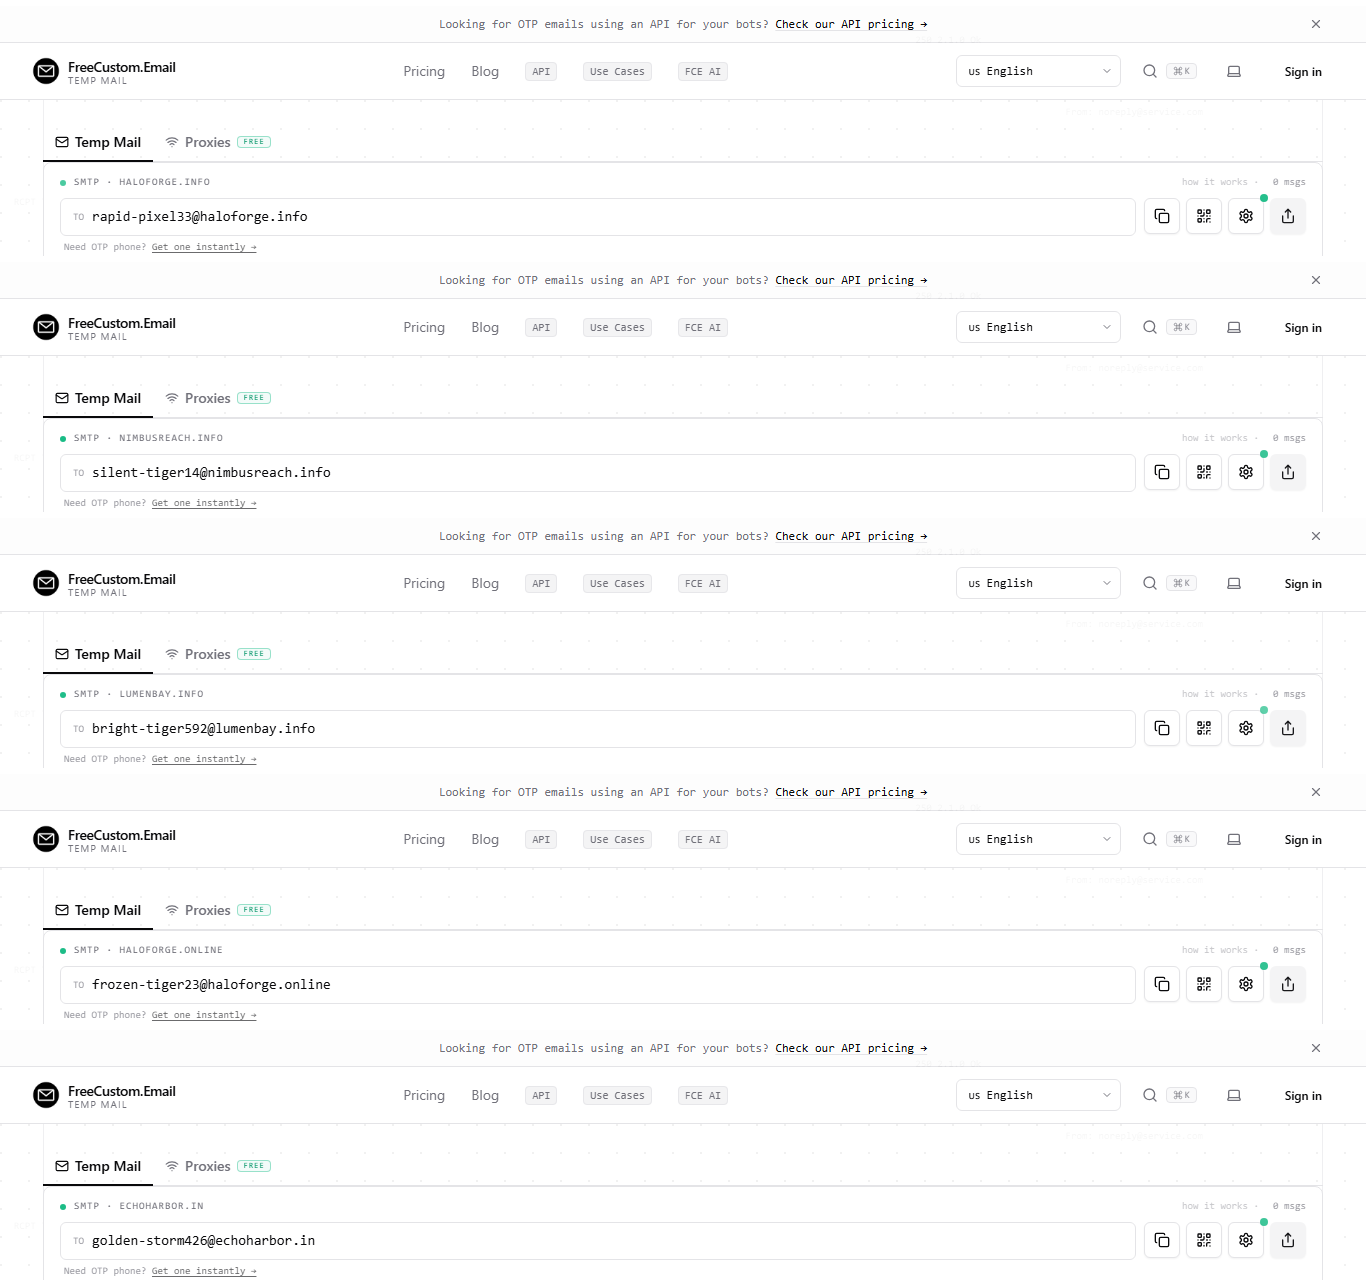 Looking for OTP emails using an API for your bots? Check our API pricing →
FreeCustom.Email
TEMP MAIL
Pricing Blog API Use Cases FCE AI us English ⌘K Sign in
Temp Mail Proxies FREE
SMTP · HALOFORGE.INFO how it works · 0 msgs
TO rapid-pixel33@haloforge.info
Need OTP phone? Get one instantly →
Looking for OTP emails using an API for your bots? Check our API pricing →
FreeCustom.Email
TEMP MAIL
Pricing Blog API Use Cases FCE AI us English ⌘K Sign in
Temp Mail Proxies FREE
SMTP · NIMBUSREACH.INFO how it works · 0 msgs
TO silent-tiger14@nimbusreach.info
Need OTP phone? Get one instantly →
Looking for OTP emails using an API for your bots? Check our API pricing →
FreeCustom.Email
TEMP MAIL
Pricing Blog API Use Cases FCE AI us English ⌘K Sign in
Temp Mail Proxies FREE
SMTP · LUMENBAY.INFO how it works · 0 msgs
TO bright-tiger592@lumenbay.info
Need OTP phone? Get one instantly →
Looking for OTP emails using an API for your bots? Check our API pricing →
FreeCustom.Email
TEMP MAIL
Pricing Blog API Use Cases FCE AI us English ⌘K Sign in
Temp Mail Proxies FREE
SMTP · HALOFORGE.ONLINE how it works · 0 msgs
TO frozen-tiger23@haloforge.online
Need OTP phone? Get one instantly →
Looking for OTP emails using an API for your bots? Check our API pricing →
FreeCustom.Email
TEMP MAIL
Pricing Blog API Use Cases FCE AI us English ⌘K Sign in
Temp Mail Proxies FREE
SMTP · ECHOHARBOR.IN how it works · 0 msgs
TO golden-storm426@echoharbor.in
Need OTP phone? Get one instantly →